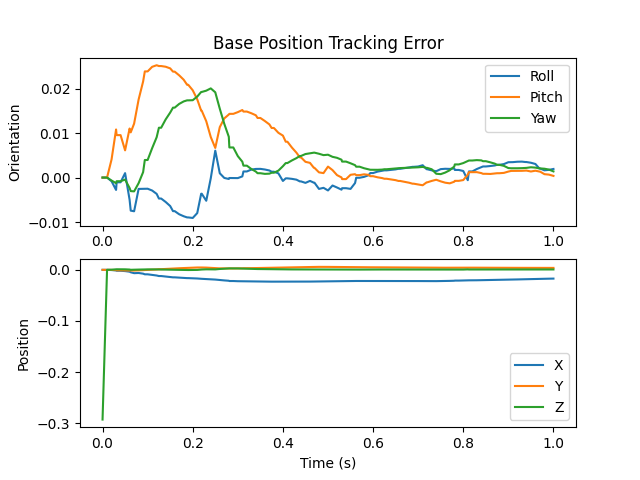 Base Position Tracking Error
Orientation
0.02
0.01
0.00
−0.01
Roll
Pitch
Yaw
0.0 0.2 0.4 0.6 0.8 1.0
Position
0.0
−0.1
−0.2
−0.3
X
Y
Z
0.0 0.2 0.4 0.6 0.8 1.0
Time (s)